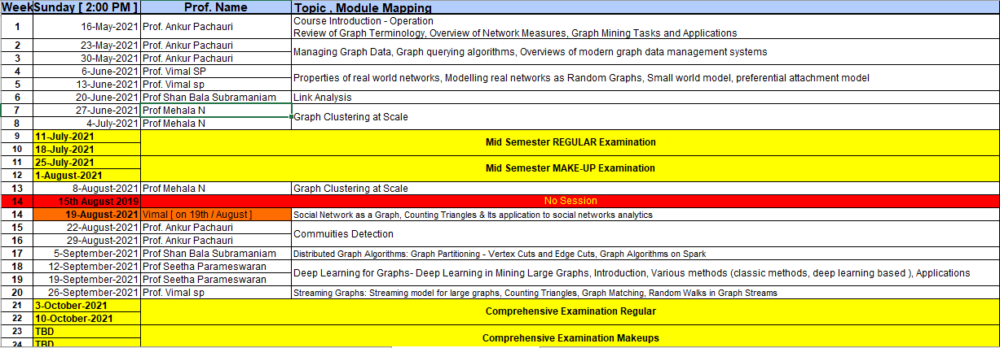 Week Sunday [ 2:00 PM ] Prof. Name Topic , Module Mapping
1 16-May-2021 Prof. Ankur Pachauri Course Introduction - Operation
Review of Graph Terminology, Overview of Network Measures, Graph Mining Tasks and Applications
2 23-May-2021 Prof. Ankur Pachauri
Managing Graph Data, Graph querying algorithms, Overviews of modern graph data management systems
3 30-May-2021 Prof. Ankur Pachauri
4 6-June-2021 Prof. Vimal SP
Properties of real world networks, Modelling real networks as Random Graphs, Small world model, preferential attachment model
5 13-June-2021 Prof. Vimal sp
6 20-June-2021 Prof Shan Bala Subramaniam Link Analysis
7 27-June-2021 Prof Mehala N
Graph Clustering at Scale
8 4-July-2021 Prof Mehala N
9 11-July-2021
Mid Semester REGULAR Examination
10 18-July-2021
11 25-July-2021
Mid Semester MAKE-UP Examination
12 1-August-2021
13 8-August-2021 Prof Mehala N Graph Clustering at Scale
14 15th August 2019 No Session
14 19-August-2021 Vimal [ on 19th / August ] Social Network as a Graph, Counting Triangles & Its application to social networks analytics
15 22-August-2021 Prof. Ankur Pachauri
Commuities Detection
16 29-August-2021 Prof. Ankur Pachauri
17 5-September-2021 Prof Shan Bala Subramaniam Distributed Graph Algorithms: Graph Partitioning - Vertex Cuts and Edge Cuts, Graph Algorithms on Spark
18 12-September-2021 Prof Seetha Parameswaran
Deep Learning for Graphs- Deep Learning in Mining Large Graphs, Introduction, Various methods (classic methods, deep learning based ), Applications
19 19-September-2021 Prof Seetha Parameswaran
20 26-September-2021 Prof. Vimal sp Streaming Graphs: Streaming model for large graphs, Counting Triangles, Graph Matching, Random Walks in Graph Streams
21 3-October-2021
Comprehensive Examination Regular
22 10-October-2021
23 TBD
Comprehensive Examination Makeups
24 TBD